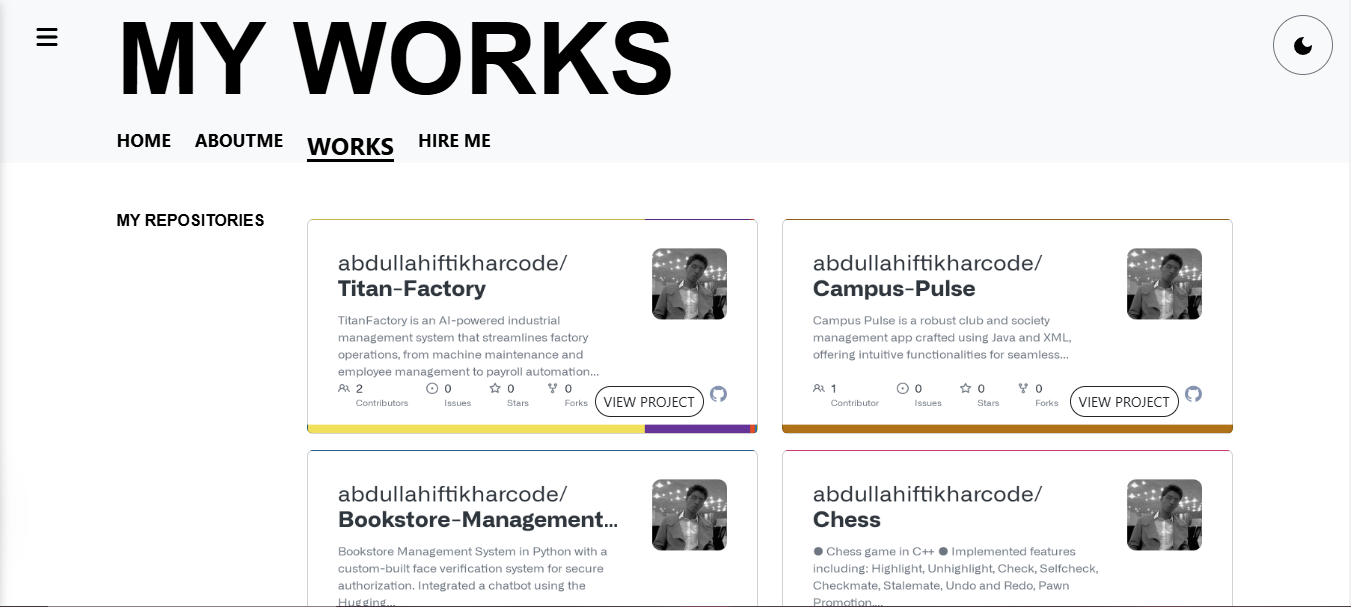 MY WORKS
HOME ABOUTME WORKS HIRE ME
MY REPOSITORIES
abdullahiftikharcode/
Titan-Factory
TitanFactory is an AI-powered industrial
management system that streamlines factory
operations, from machine maintenance and
employee management to payroll automation...
2 Contributors
0 Issues
0 Stars
0 Forks
VIEW PROJECT
abdullahiftikharcode/
Campus-Pulse
Campus Pulse is a robust club and society
management app crafted using Java and XML,
offering intuitive functionalities for seamless...
1 Contributor
0 Issues
0 Stars
0 Forks
VIEW PROJECT
abdullahiftikharcode/
Bookstore-Management...
Bookstore Management System in Python with a
custom-built face verification system for secure
authorization. Integrated a chatbot using the
Hugging...
abdullahiftikharcode/
Chess
● Chess game in C++ ● Implemented features
including: Highlight, Unhighlight, Check, Selfcheck,
Checkmate, Stalemate, Undo and Redo, Pawn
Promotion,...